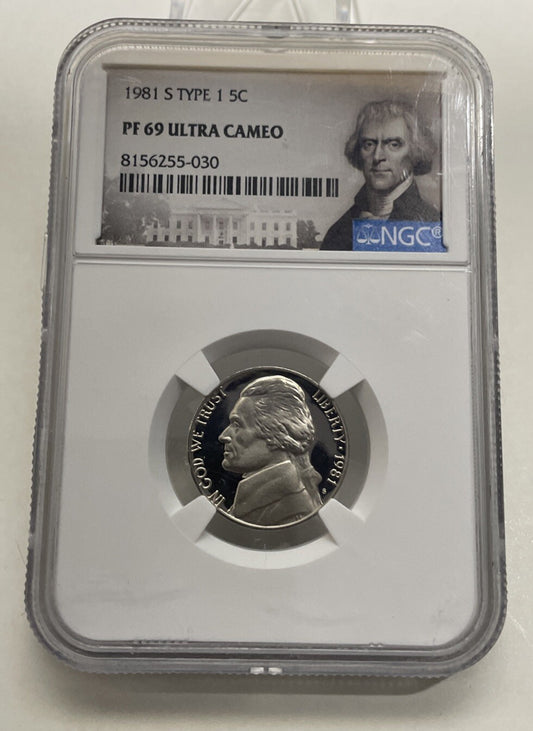 1981 S TYPE 1 5C
PF 69 ULTRA CAMEO
8156255-030
NGC®
IN GOD WE TRUST
LIBERTY · 1981